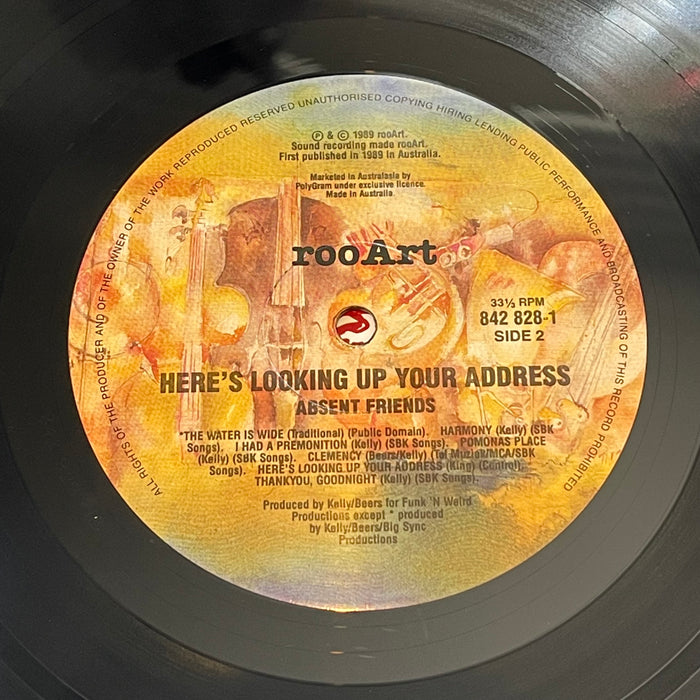 ALL RIGHTS OF THE PRODUCER AND OF THE OWNER OF THE WORK REPRODUCED RESERVED UNAUTHORISED COPYING HIRING LENDING PUBLIC PERFORMANCE AND BROADCASTING OF THIS RECORD PROHIBITED
Ⓟ & © 1989 rooArt.
Sound recording made rooArt.
First published in 1989 in Australia.
Marketed in Australasia by
PolyGram under exclusive licence.
Made in Australia.
rooArt
33⅓ RPM
842 828-1
SIDE 2
HERE'S LOOKING UP YOUR ADDRESS
ABSENT FRIENDS
*THE WATER IS WIDE (Traditional) (Public Domain). HARMONY (Kelly) (SBK
Songs). I HAD A PREMONITION (Kelly) (SBK Songs). POMONAS PLACE
(Kelly) (SBK Songs). CLEMENCY (Beers/Kelly) (Tol Muziek/MCA/SBK
Songs). HERE'S LOOKING UP YOUR ADDRESS (King) (Control).
THANKYOU, GOODNIGHT (Kelly) (SBK Songs).
Produced by Kelly/Beers for Funk 'N Weird
Productions except * produced
by Kelly/Beers/Big Sync
Productions